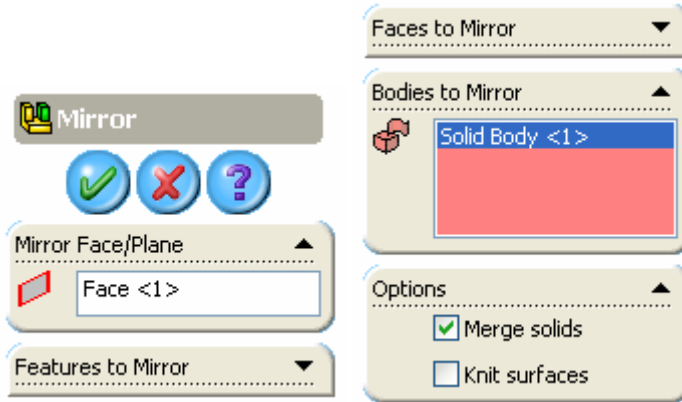 Mirror
?
Mirror Face/Plane
Face <1>
Features to Mirror
Faces to Mirror
Bodies to Mirror
Solid Body <1>
Options
Merge solids
Knit surfaces